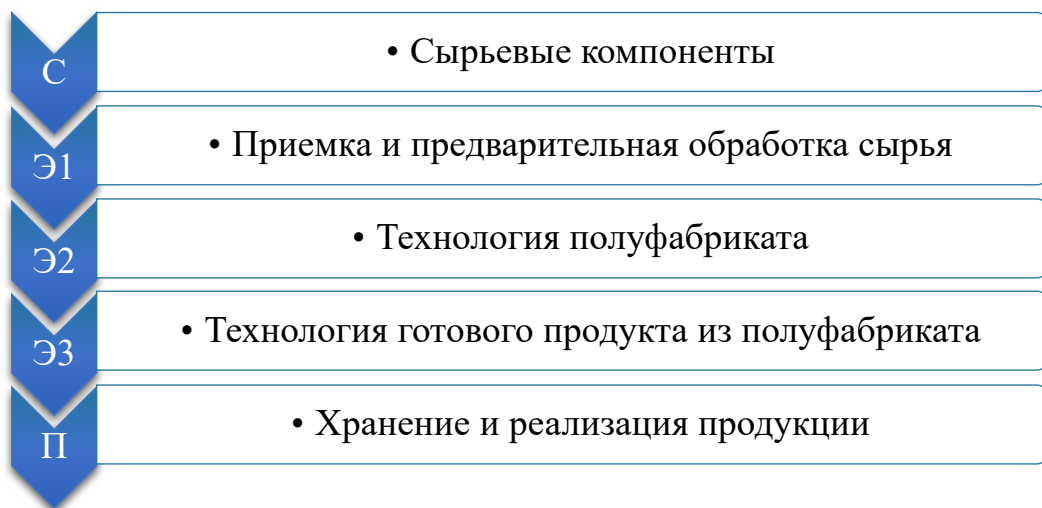 С
• Сырьевые компоненты
Э1
• Приемка и предварительная обработка сырья
Э2
• Технология полуфабриката
Э3
• Технология готового продукта из полуфабриката
П
• Хранение и реализация продукции